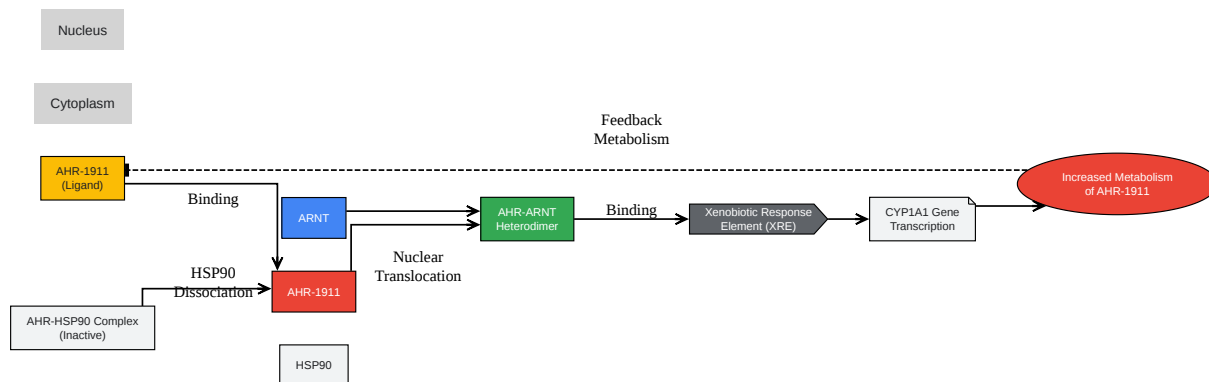 Nucleus
Cytoplasm
Feedback
Metabolism
AHR-1911
(Ligand)
Binding
ARNT
AHR-ARNT
Heterodimer
Binding
Xenobiotic Response
Element (XRE)
CYP1A1 Gene
Transcription
Increased Metabolism
of AHR-1911
Nuclear
Translocation
HSP90
Dissociation
AHR-1911
AHR-HSP90 Complex
(Inactive)
HSP90